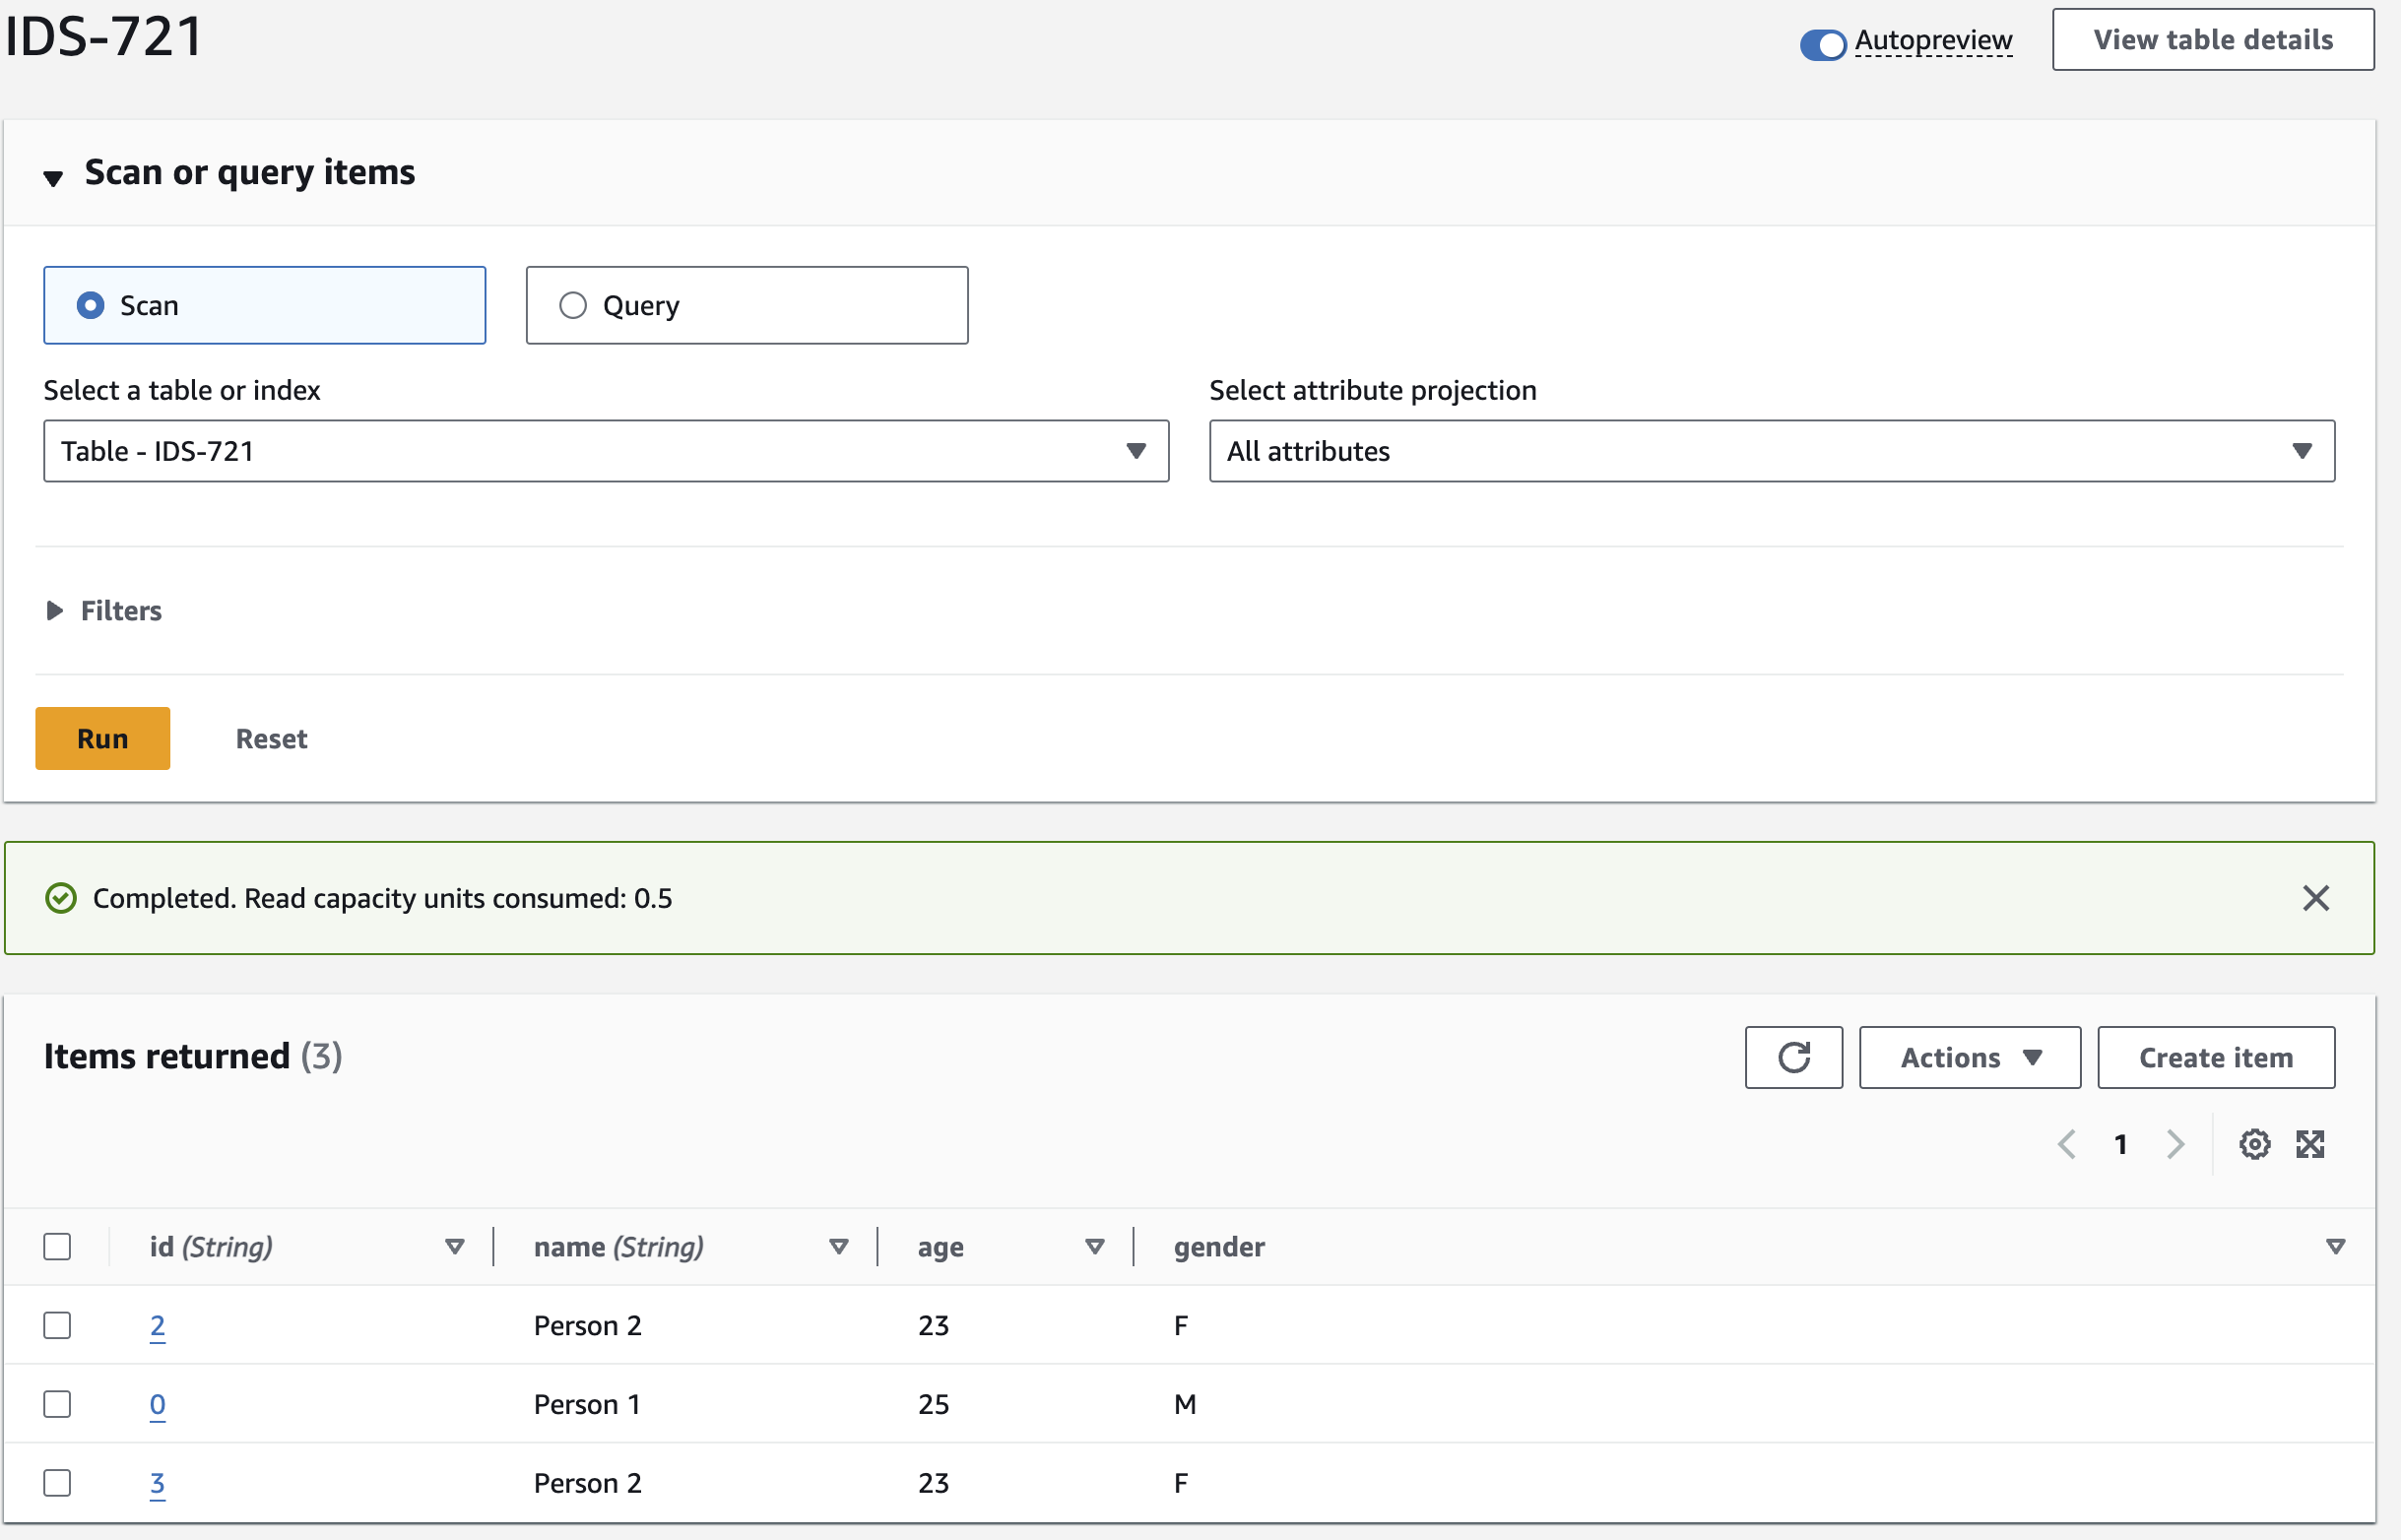 IDS-721
Autopreview
View table details
Scan or query items
Scan
Query
Select a table or index
Select attribute projection
Table - IDS-721
All attributes
Filters
Run
Reset
Completed. Read capacity units consumed: 0.5
Items returned (3)
Actions
Create item
1
id (String) name (String) age gender
2 Person 2 23 F
0 Person 1 25 M
3 Person 2 23 F